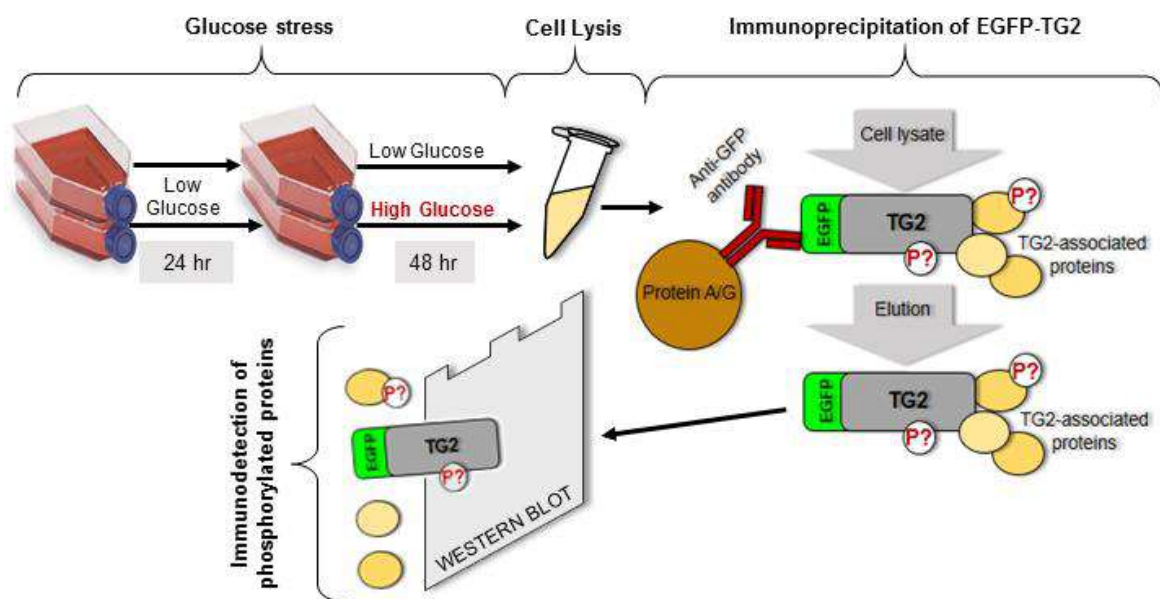 Glucose stress
Cell Lysis
Immunoprecipitation of EGFP-TG2
Low
Glucose
24 hr
Low Glucose
High Glucose
48 hr
Anti-GFP
antibody
Protein A/G
Cell lysate
EGFP
TG2
P?
P?
TG2-associated
proteins
Elution
EGFP
TG2
P?
P?
TG2-associated
proteins
Immunodetection of
phosphorylated proteins
P?
EGFP
TG2
P?
WESTERN BLOT